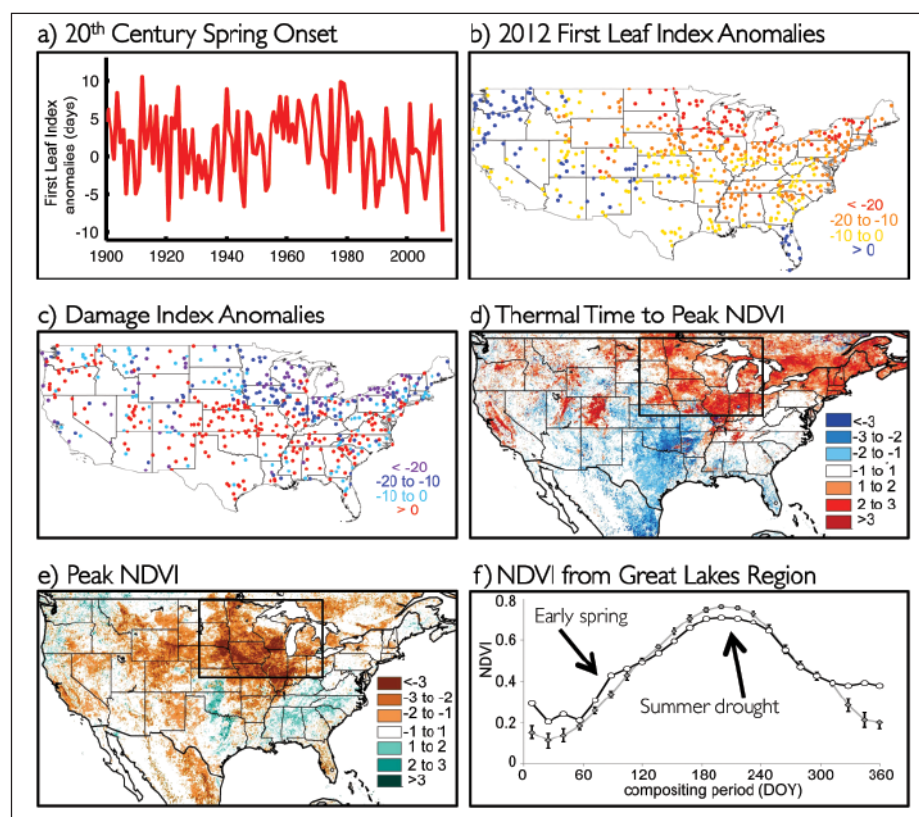 a) 20th Century Spring Onset
First Leaf Index
anomalies (days)
10
5
0
-5
-10
1900
1920
1940
1960
1980
2000
b) 2012 First Leaf Index Anomalies
< -20
-20 to -10
-10 to 0
> 0
c) Damage Index Anomalies
< -20
-20 to -10
-10 to 0
> 0
d) Thermal Time to Peak NDVI
<-3
-3 to -2
-2 to -1
-1 to 1
1 to 2
2 to 3
>3
e) Peak NDVI
<-3
-3 to -2
-2 to -1
-1 to 1
1 to 2
2 to 3
>3
f) NDVI from Great Lakes Region
NDVI
0.8
0.6
0.4
0.2
0
Early spring
Summer drought
0
60
120
180
240
300
360
compositing period (DOY)